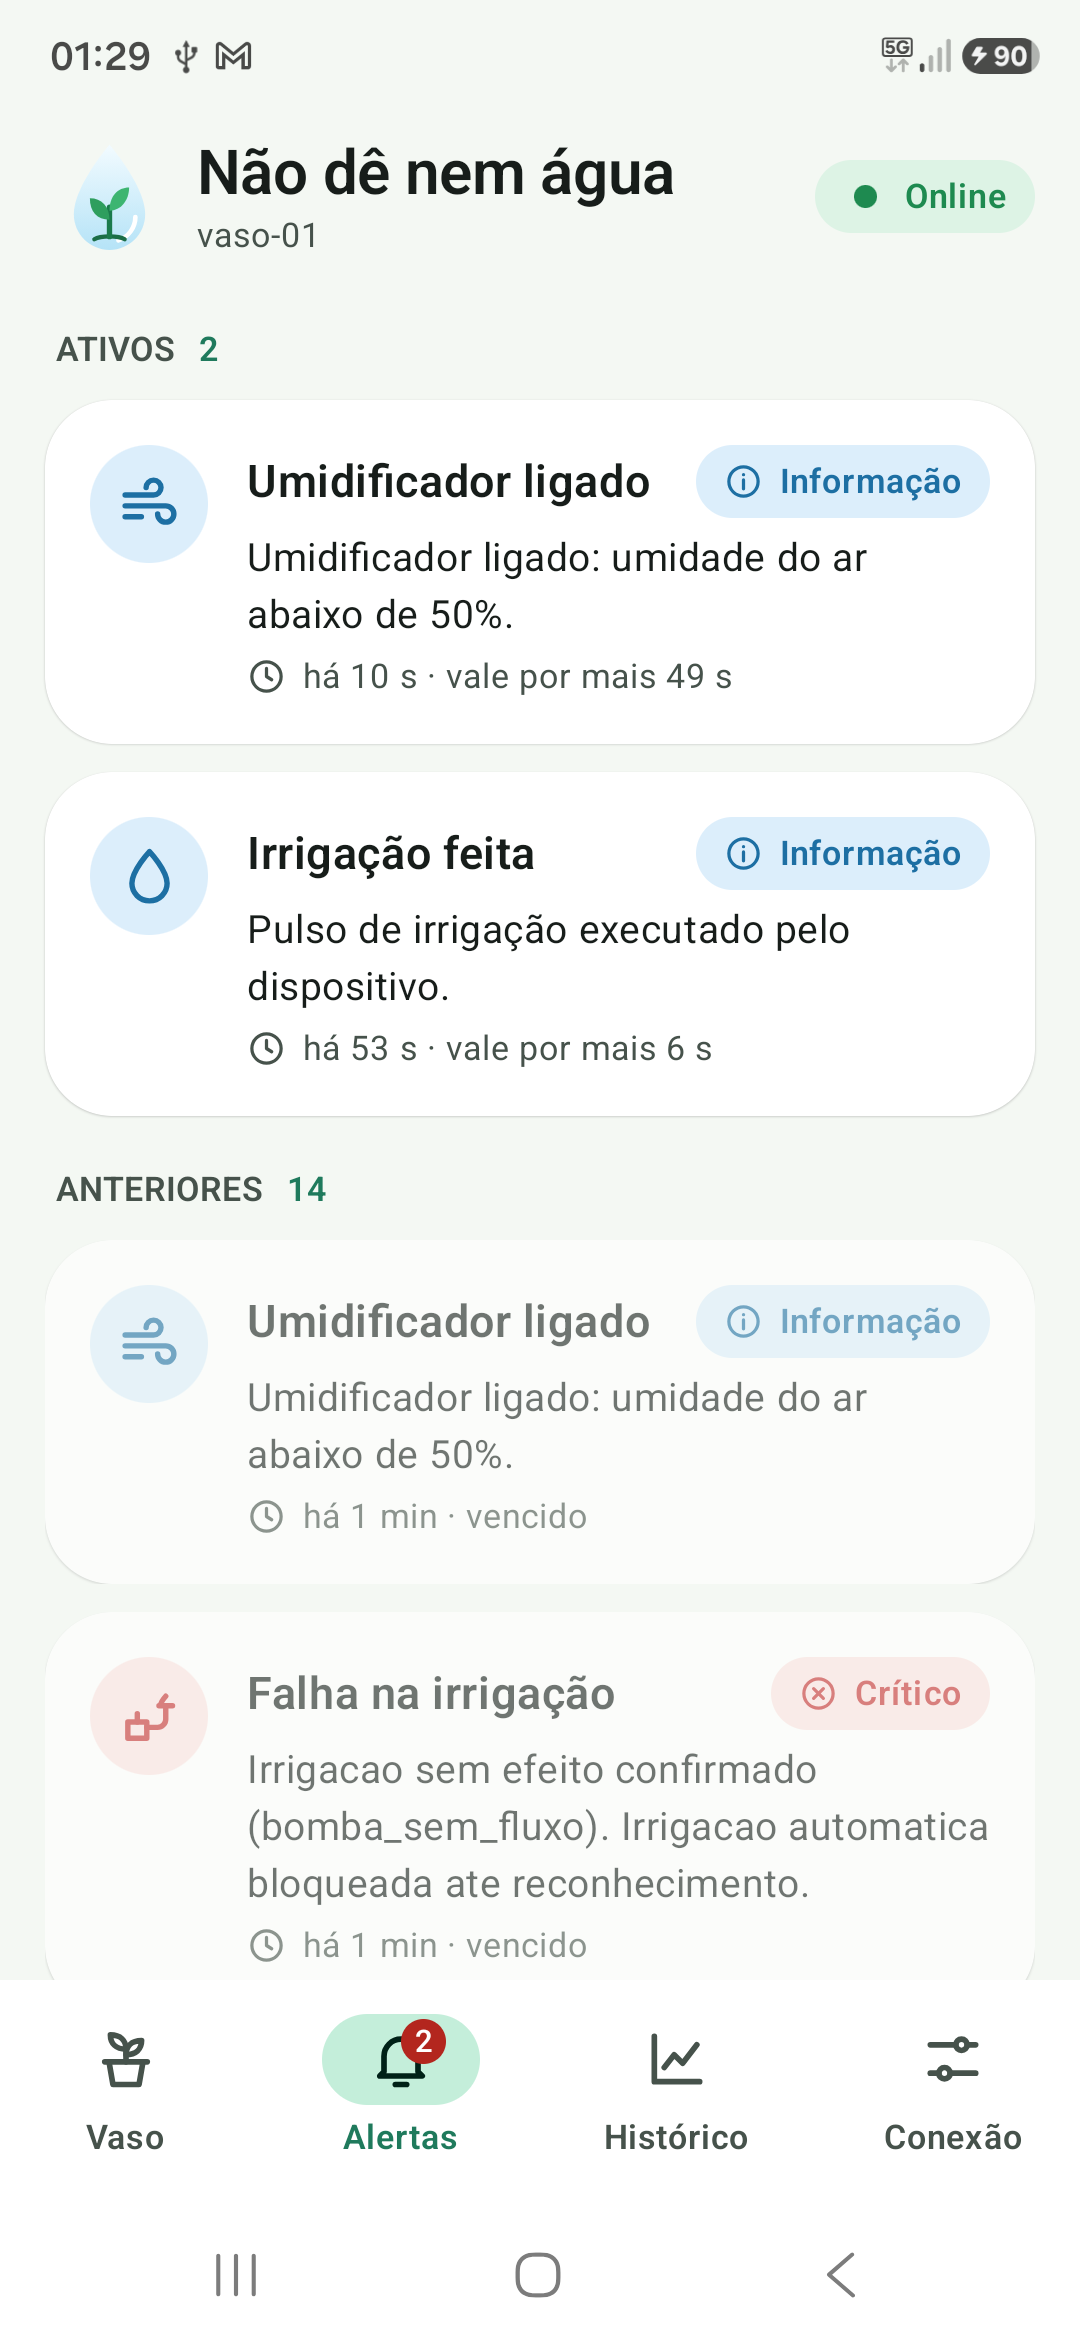 01:29
5G
90
Não dê nem água
vaso-01
Online
ATIVOS 2
Umidificador ligado
Informação
Umidificador ligado: umidade do ar
abaixo de 50%.
há 10 s · vale por mais 49 s
Irrigação feita
Informação
Pulso de irrigação executado pelo
dispositivo.
há 53 s · vale por mais 6 s
ANTERIORES 14
Umidificador ligado
Informação
Umidificador ligado: umidade do ar
abaixo de 50%.
há 1 min · vencido
Falha na irrigação
Crítico
Irrigacao sem efeito confirmado
(bomba_sem_fluxo). Irrigacao automatica
bloqueada ate reconhecimento.
há 1 min · vencido
2
Vaso
Alertas
Histórico
Conexão